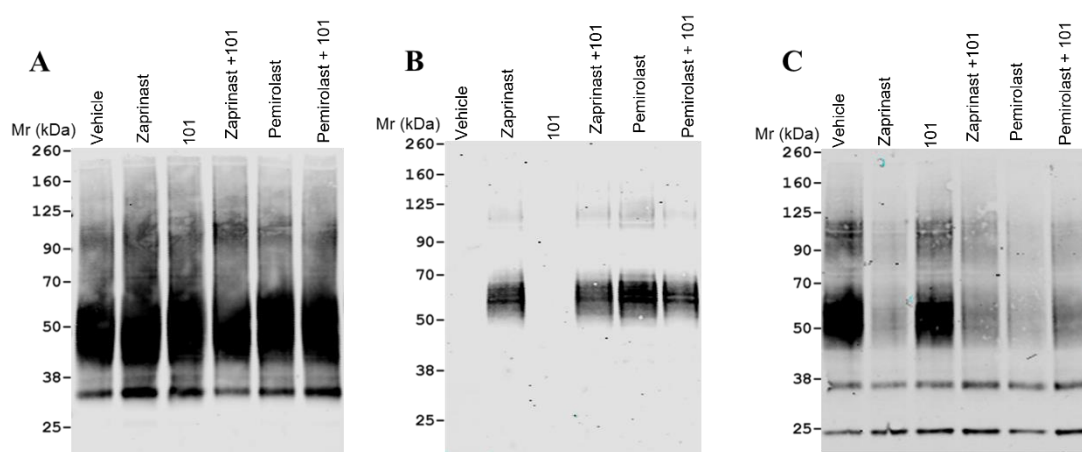 A
Vehicle
Zaprinast
101
Zaprinast +101
Pemirolast
Pemirolast + 101
Mr (kDa)
260-
160-
125-
90-
70-
50-
38-
25-
B
Vehicle
Zaprinast
101
Zaprinast +101
Pemirolast
Pemirolast + 101
Mr (kDa)
260-
160-
125-
90-
70-
50-
38-
25-
C
Vehicle
Zaprinast
101
Zaprinast +101
Pemirolast
Pemirolast + 101
Mr (kDa)
260-
160-
125-
90-
70-
50-
38-
25-